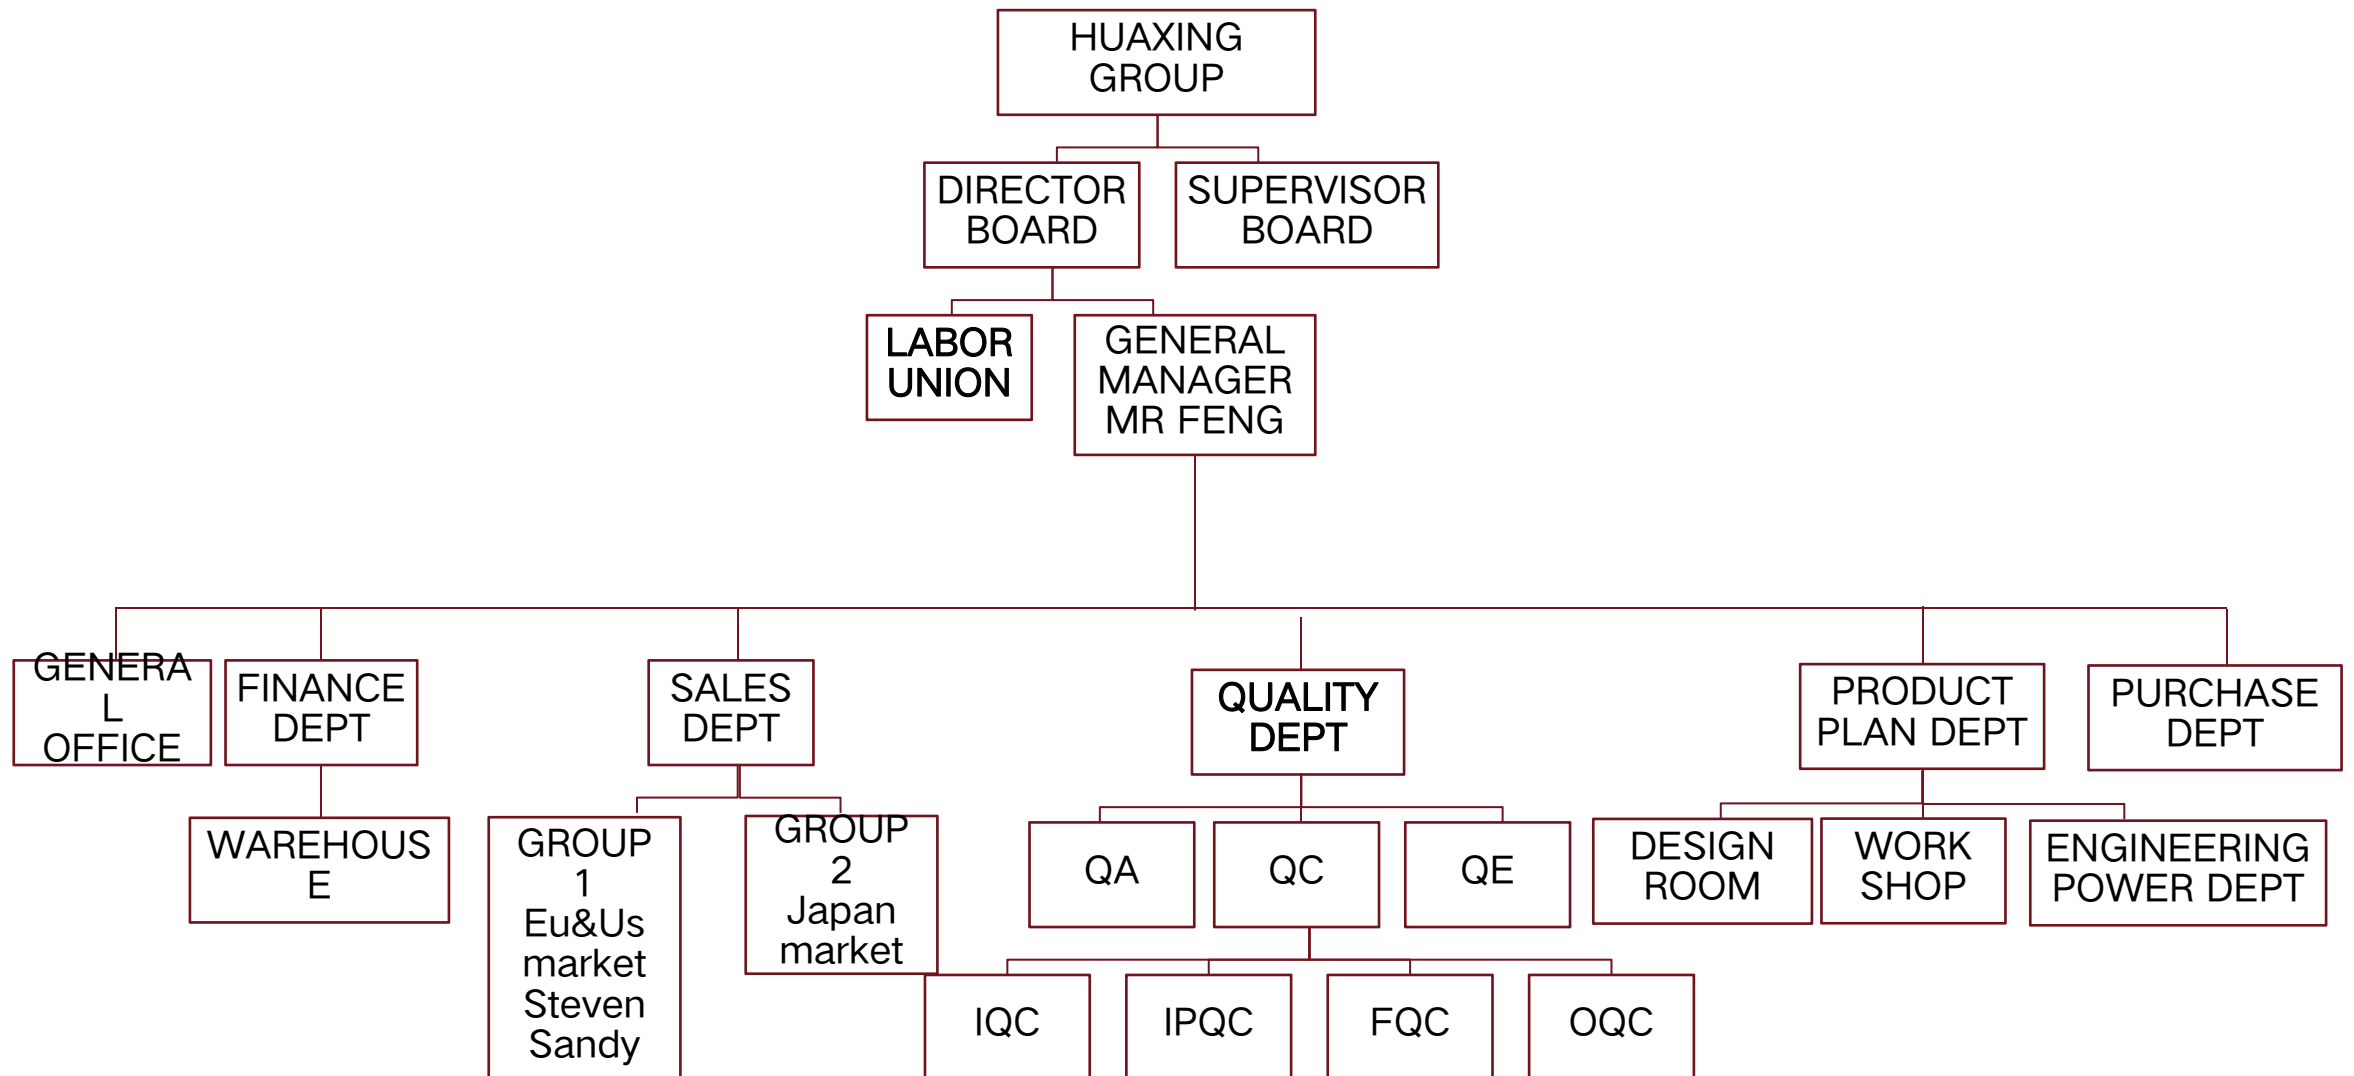 HUAXING
GROUP
DIRECTOR
BOARD
SUPERVISOR
BOARD
LABOR
UNION
GENERAL
MANAGER
MR FENG
GENERA
L
OFFICE
FINANCE
DEPT
SALES
DEPT
QUALITY
DEPT
PRODUCT
PLAN DEPT
PURCHASE
DEPT
WAREHOUS
E
GROUP
1
Eu&Us
market
Steven
Sandy
GROUP
2
Japan
market
QA
QC
QE
DESIGN
ROOM
WORK
SHOP
ENGINEERING
POWER DEPT
IQC
IPQC
FQC
OQC